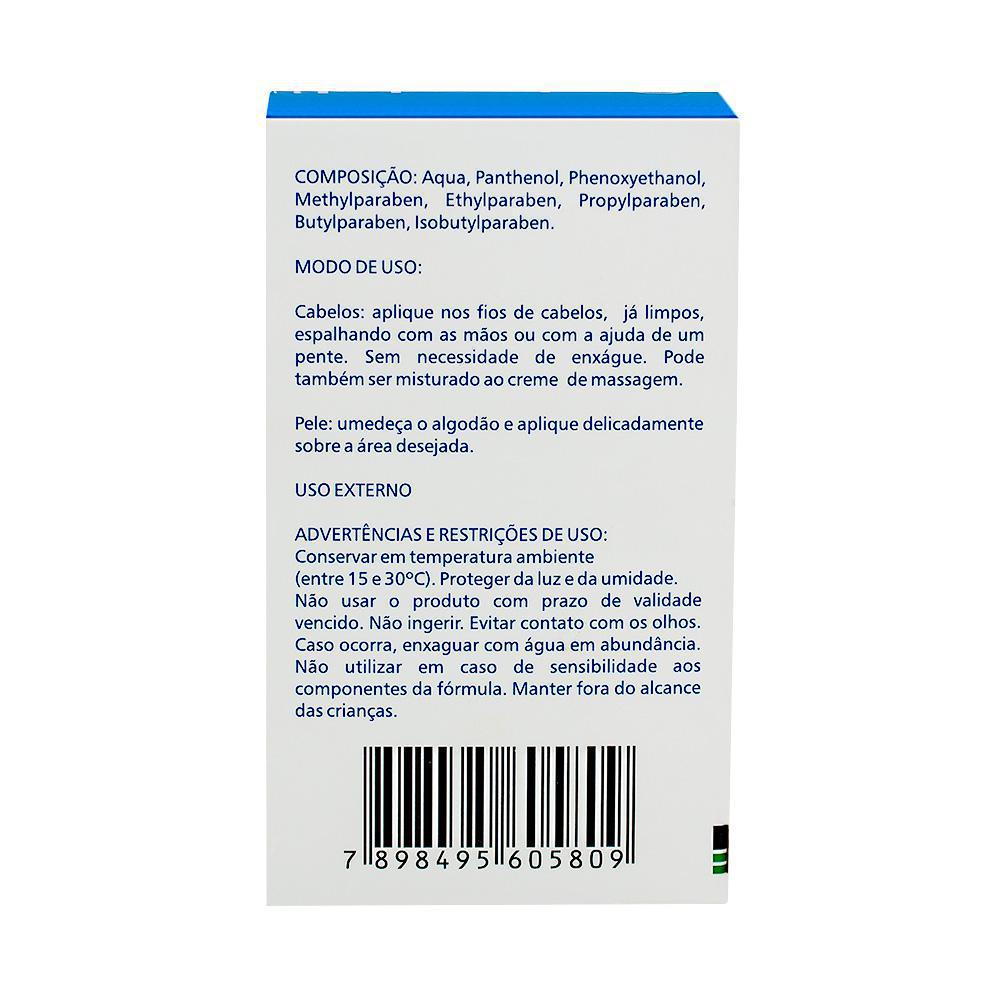 COMPOSIÇÃO: Aqua, Panthenol, Phenoxyethanol,
Methylparaben, Ethylparaben, Propylparaben,
Butylparaben, Isobutylparaben.
MODO DE USO:
Cabelos: aplique nos fios de cabelos, já limpos,
espalhando com as mãos ou com a ajuda de um
pente. Sem necessidade de enxágue. Pode
também ser misturado ao creme de massagem.
Pele: umedeça o algodão e aplique delicadamente
sobre a área desejada.
USO EXTERNO
ADVERTÊNCIAS E RESTRIÇÕES DE USO:
Conservar em temperatura ambiente
(entre 15 e 30ºC). Proteger da luz e da umidade.
Não usar o produto com prazo de validade
vencido. Não ingerir. Evitar contato com os olhos.
Caso ocorra, enxaguar com água em abundância.
Não utilizar em caso de sensibilidade aos
componentes da fórmula. Manter fora do alcance
das crianças.
7 898495 605809